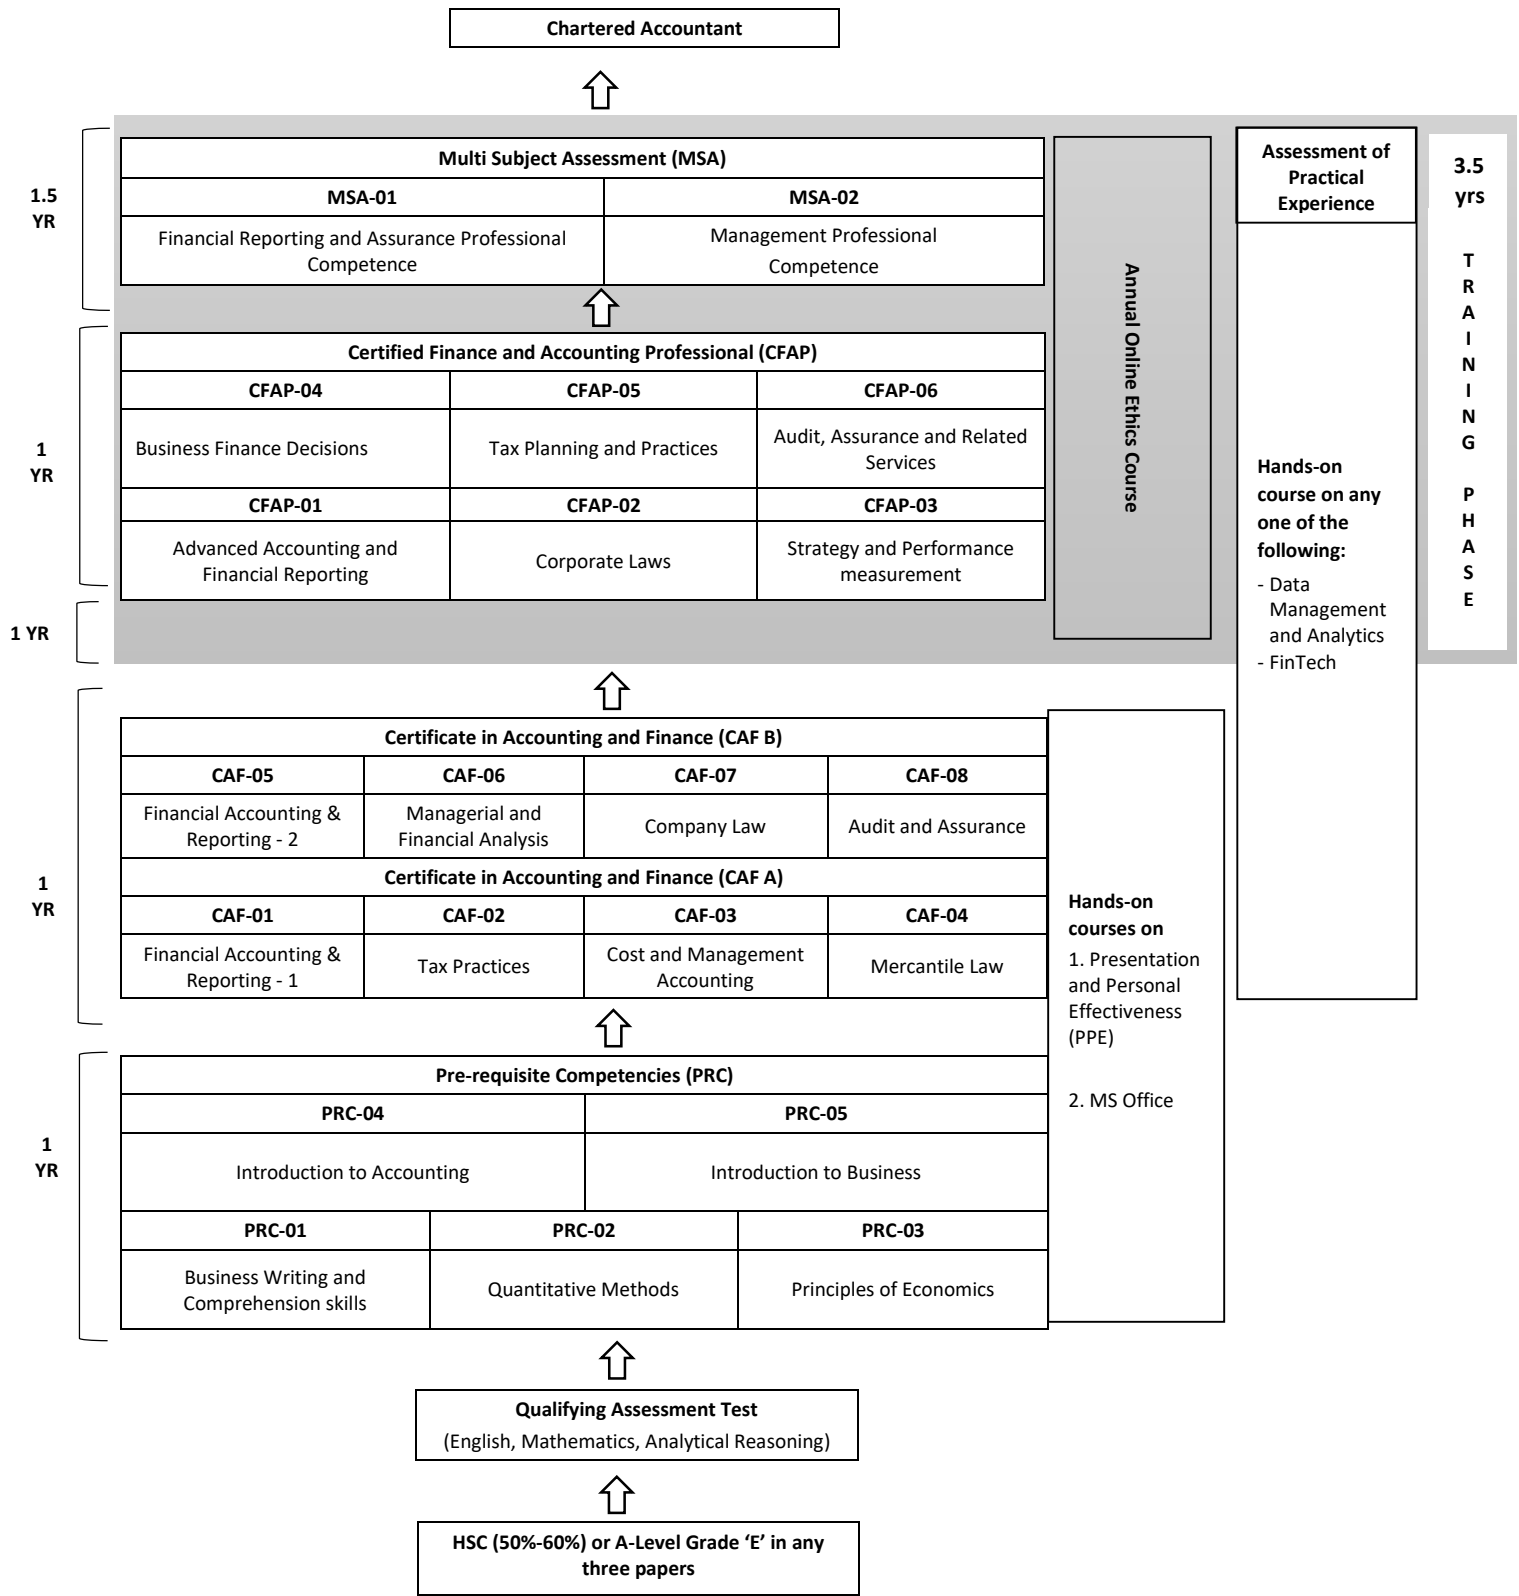 Chartered Accountant
1.5
YR
Multi Subject Assessment (MSA)
MSA-01
MSA-02
Financial Reporting and Assurance Professional
Competence
Management Professional
Competence
1
YR
Certified Finance and Accounting Professional (CFAP)
CFAP-04
CFAP-05
CFAP-06
Business Finance Decisions
Tax Planning and Practices
Audit, Assurance and Related
Services
CFAP-01
CFAP-02
CFAP-03
Advanced Accounting and
Financial Reporting
Corporate Laws
Strategy and Performance
measurement
1 YR
Annual Online Ethics Course
Assessment of
Practical
Experience
Hands-on
course on any
one of the
following:
- Data
Management
and Analytics
- FinTech
3.5
yrs
T
R
A
I
N
I
N
G
P
H
A
S
E
1
YR
Certificate in Accounting and Finance (CAF B)
CAF-05
CAF-06
CAF-07
CAF-08
Financial Accounting &
Reporting - 2
Managerial and
Financial Analysis
Company Law
Audit and Assurance
Certificate in Accounting and Finance (CAF A)
CAF-01
CAF-02
CAF-03
CAF-04
Financial Accounting &
Reporting - 1
Tax Practices
Cost and Management
Accounting
Mercantile Law
Hands-on
courses on
1. Presentation
and Personal
Effectiveness
(PPE)
2. MS Office
1
YR
Pre-requisite Competencies (PRC)
PRC-04
PRC-05
Introduction to Accounting
Introduction to Business
PRC-01
PRC-02
PRC-03
Business Writing and
Comprehension skills
Quantitative Methods
Principles of Economics
Qualifying Assessment Test
(English, Mathematics, Analytical Reasoning)
HSC (50%-60%) or A-Level Grade ‘E’ in any
three papers